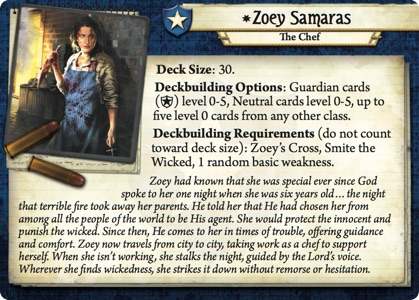 Zoey Samaras
The Chef
Deck Size: 30.
Deckbuilding Options: Guardian cards
() level 0-5, Neutral cards level 0-5, up to
five level 0 cards from any other class.
Deckbuilding Requirements (do not count
toward deck size): Zoey's Cross, Smite the
Wicked, 1 random basic weakness.
Zoey had known that she was special ever since God
spoke to her one night when she was six years old... the night
that terrible fire took away her parents. He told her that He had chosen her from
among all the people of the world to be His agent. She would protect the innocent and
punish the wicked. Since then, He comes to her in times of trouble, offering guidance
and comfort. Zoey now travels from city to city, taking work as a chef to support
herself. When she isn't working, she stalks the night, guided by the Lord's voice.
Wherever she finds wickedness, she strikes it down without remorse or hesitation.